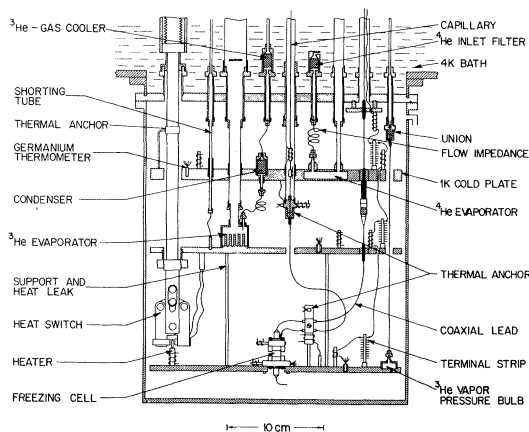 ³He-GAS COOLER
SHORTING
TUBE
THERMAL ANCHOR
GERMANIUM
THERMOMETER
CONDENSER
³He EVAPORATOR
SUPPORT AND
HEAT LEAK
HEAT SWITCH
HEATER
FREEZING CELL
CAPILLARY
⁴He INLET FILTER
4K BATH
UNION
FLOW IMPEDANCE
1K COLD PLATE
⁴He EVAPORATOR
THERMAL ANCHOR
COAXIAL LEAD
TERMINAL STRIP
³He VAPOR
PRESSURE BULB
10 cm